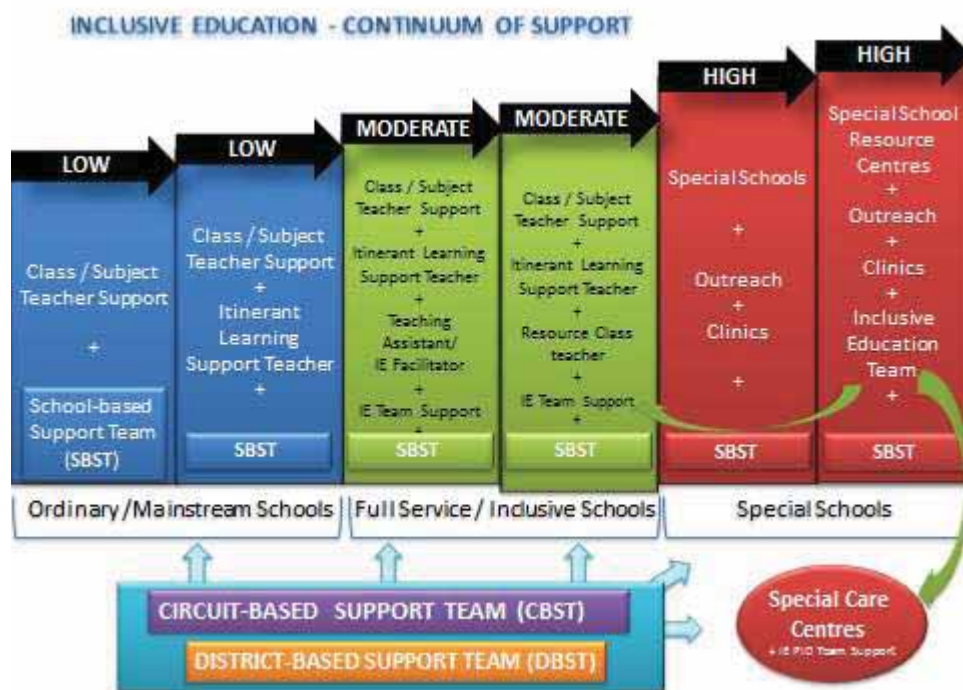 INCLUSIVE EDUCATION - CONTINUUM OF SUPPORT
LOW
Class / Subject
Teacher Support
+
School-based
Support Team
(SBST)
LOW
Class / Subject
Teacher Support
+
Itinerant
Learning
Support Teacher
+
SBST
MODERATE
Class / Subject
Teacher Support
+
Itinerant Learning
Support Teacher
+
Teaching
Assistant/
IE Facilitator
+
IE Team Support
+
SBST
MODERATE
Class / Subject
Teacher Support
+
Itinerant Learning
Support Teacher
+
Resource Class
teacher
+
IE Team Support
+
SBST
HIGH
Special Schools
+
Outreach
+
Clinics
+
SBST
HIGH
Special School
Resource
Centres
+
Outreach
+
Clinics
+
Inclusive
Education
Team
+
SBST
Ordinary/Mainstream Schools
Full Service / Inclusive Schools
Special Schools
CIRCUIT-BASED SUPPORT TEAM (CBST)
DISTRICT-BASED SUPPORT TEAM (DBST)
Special Care
Centres
+ IE PID Team Support